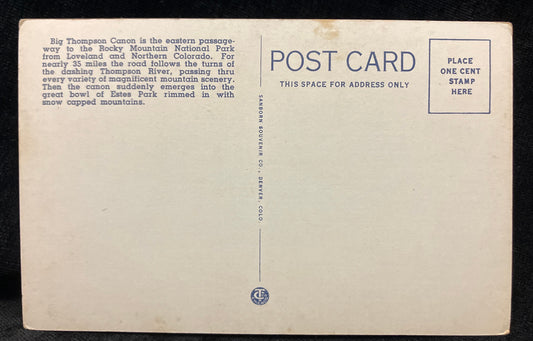 Big Thompson Canon is the eastern passage-
way to the Rocky Mountain National Park
from Loveland and Northern Colorado. For
nearly 35 miles the road follows the turns of
the dashing Thompson River, passing thru
every variety of magnificent mountain scenery.
Then the canon suddenly emerges into the
great bowl of Estes Park rimmed in with
snow capped mountains.
POST CARD
THIS SPACE FOR ADDRESS ONLY
PLACE
ONE CENT
STAMP
HERE
SANBORN SOUVENIR CO., DENVER, COLO.